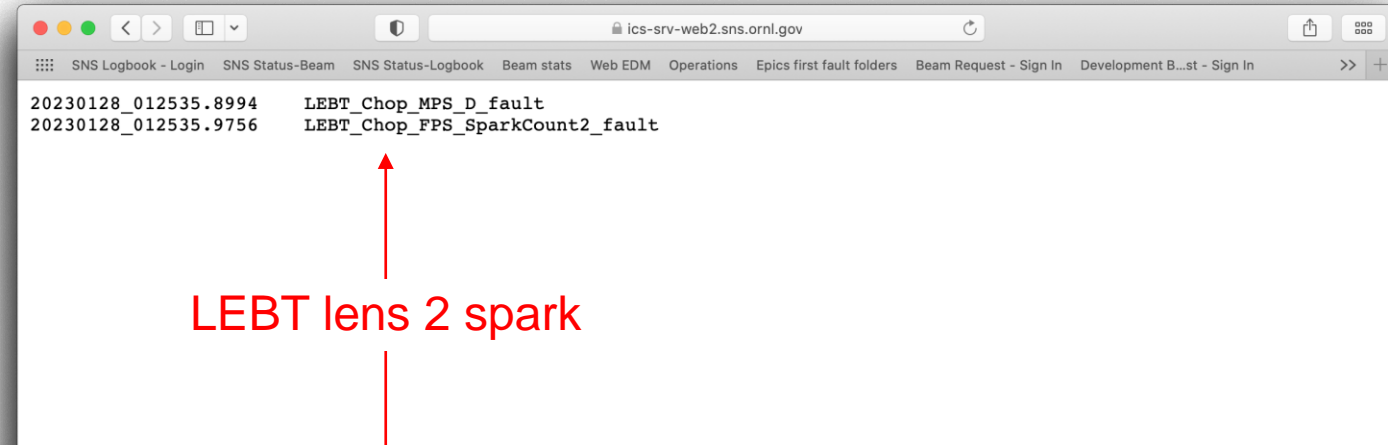 ics-srv-web2.sns.ornl.gov
SNS Logbook - Login SNS Status-Beam SNS Status-Logbook Beam stats Web EDM Operations Epics first fault folders Beam Request - Sign In Development B...st - Sign In >> +
20230128_012535.8994 LEBT_Chop_MPS_D_fault
20230128_012535.9756 LEBT_Chop_FPS_SparkCount2_fault
LEBT lens 2 spark